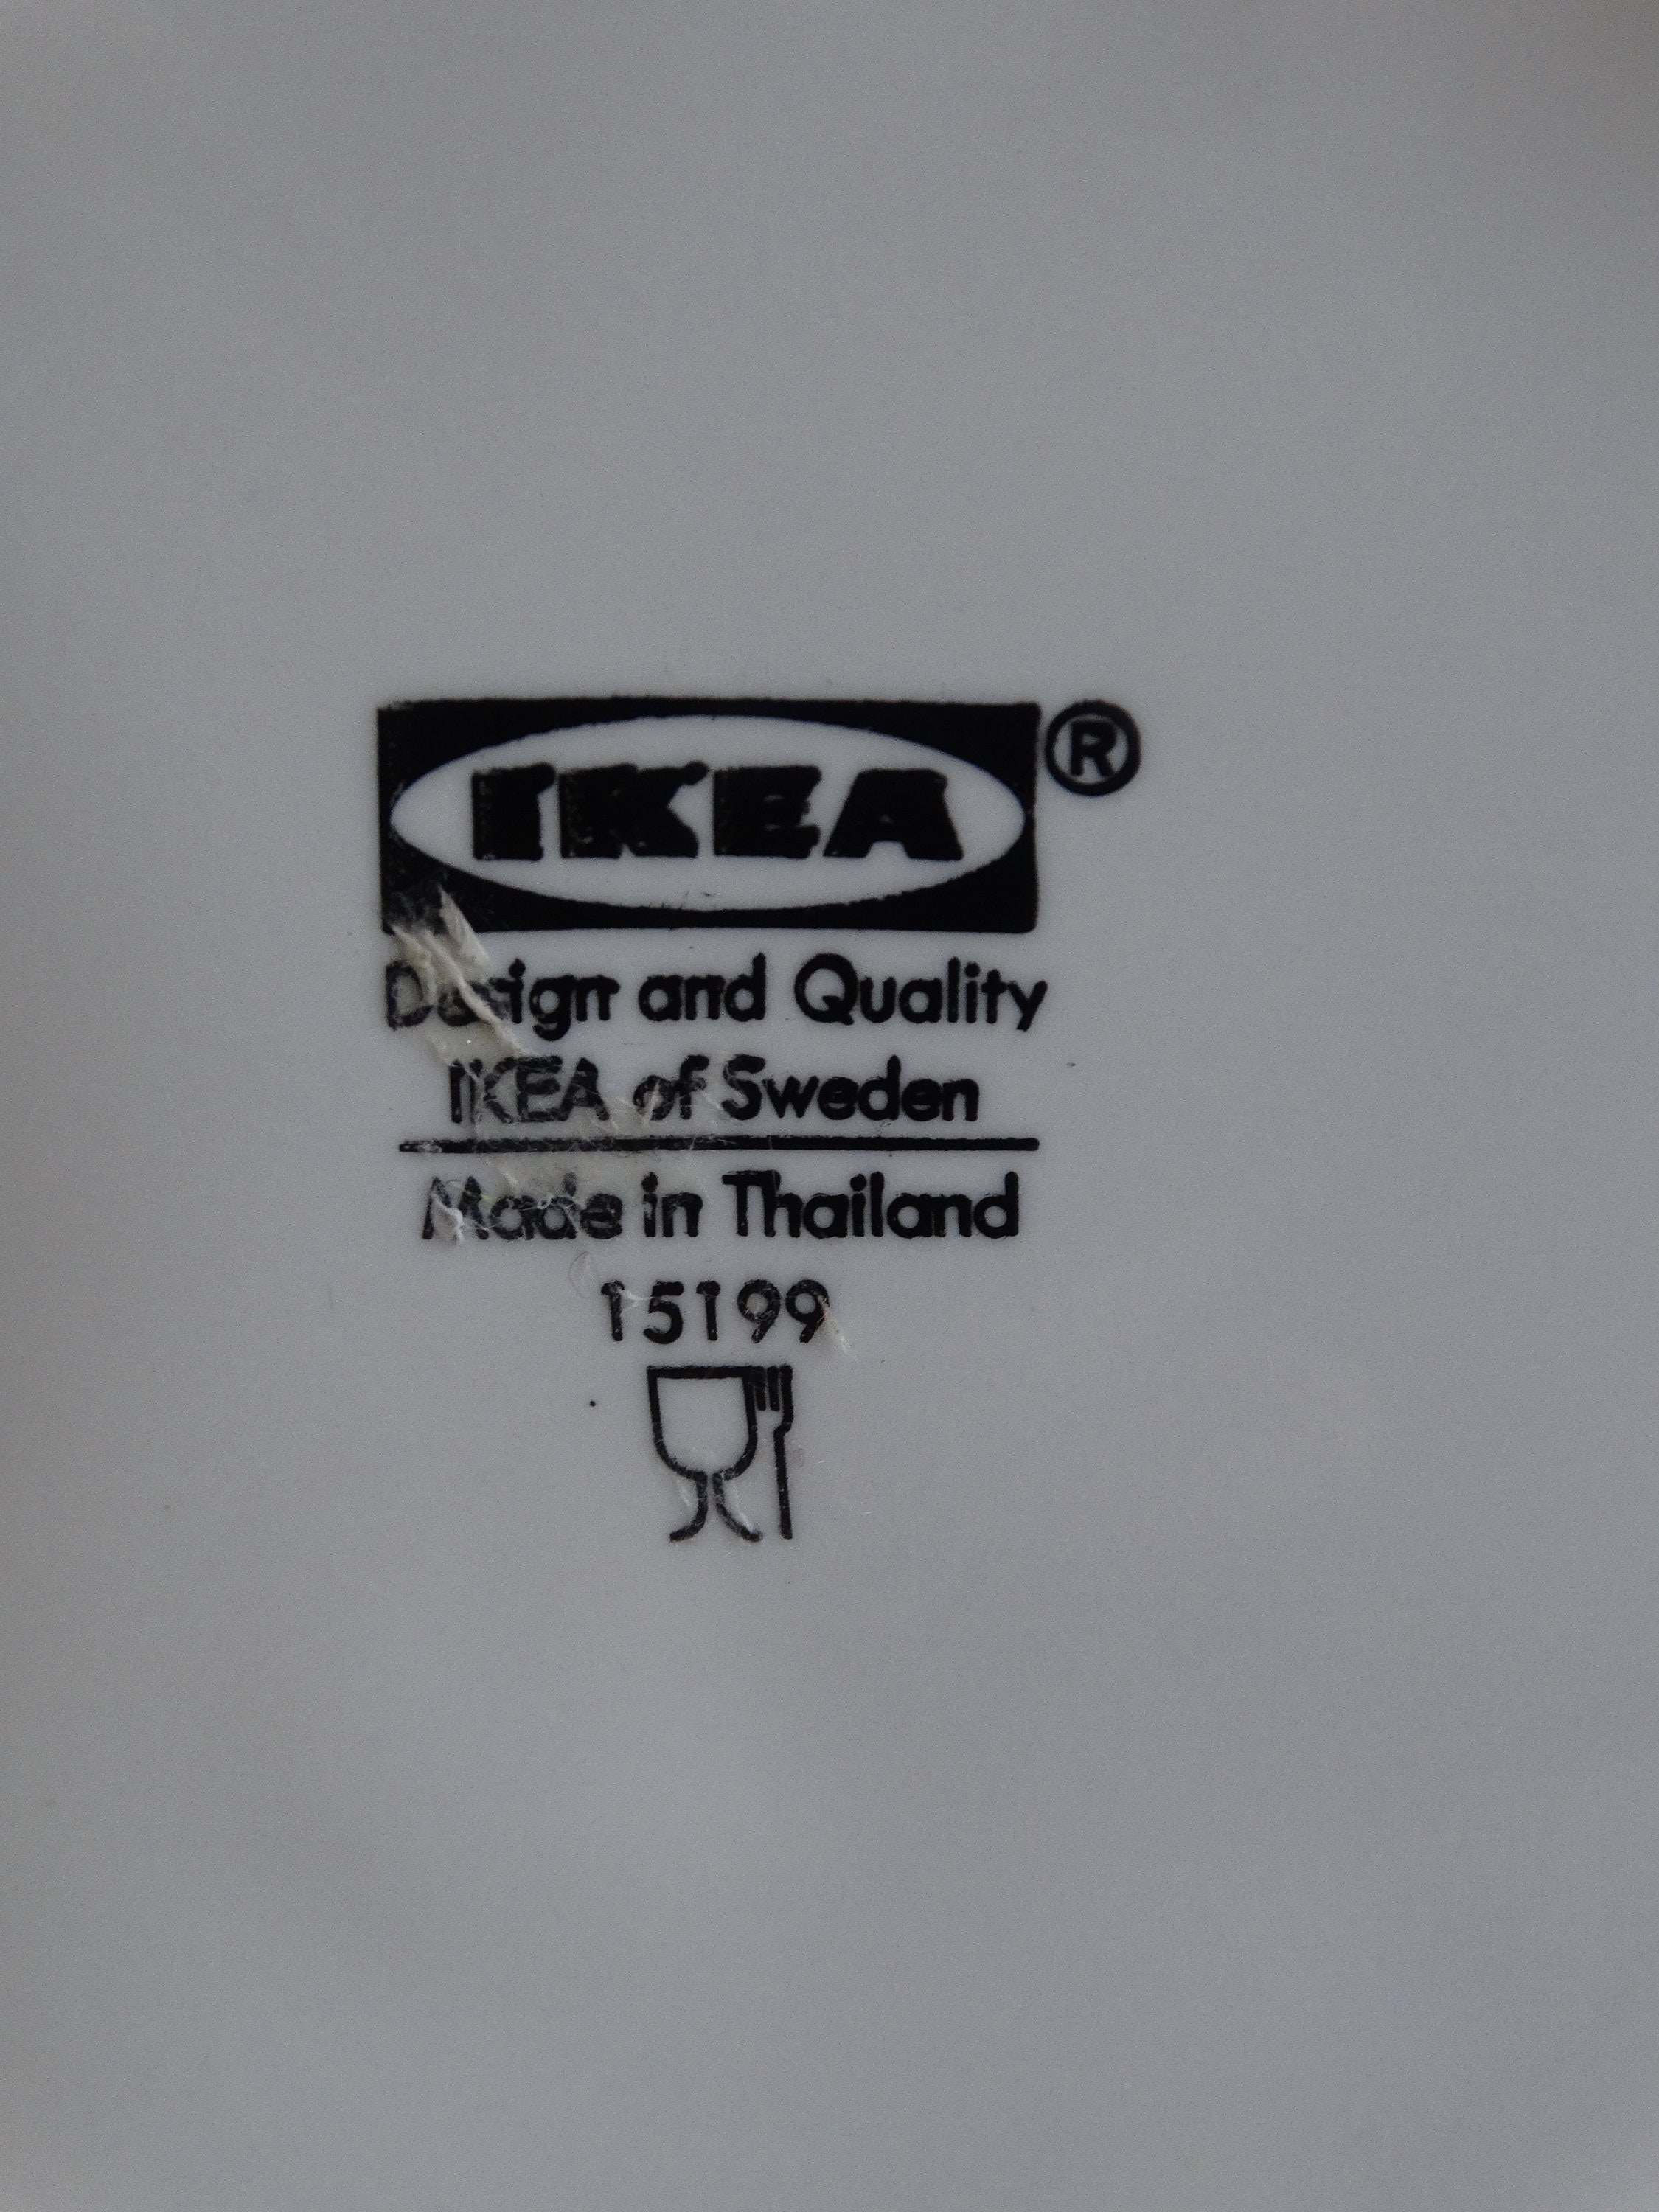 IKEA®
Design and Quality
IKEA of Sweden
Made in Thailand
15199